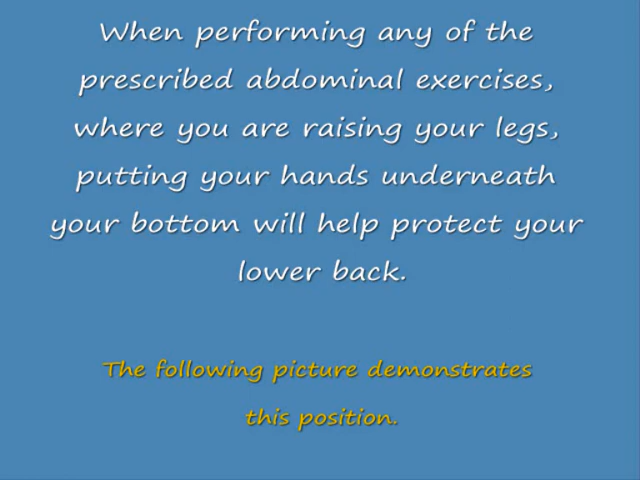 When performing any of the
prescribed abdominal exercises,
where you are raising your legs,
putting your hands underneath
your bottom will help protect your
lower back.
The following picture demonstrates
this position.